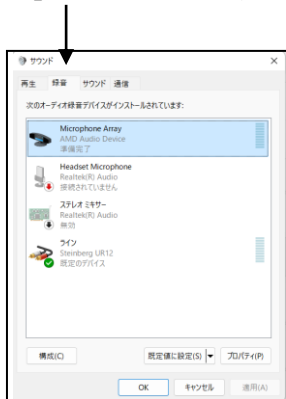 サウンド
再生 録音 サウンド 通信
次のオーディオ録音デバイスがインストールされています:
Microphone Array
AMD Audio Device
準備完了
Headset Microphone
Realtek(R) Audio
接続されていません
ステレオ ミキサー
Realtek(R) Audio
無効
ライン
Steinberg UR12
既定のデバイス
構成(C) 既定値に設定(S) プロパティ(P)
OK キャンセル 適用(A)